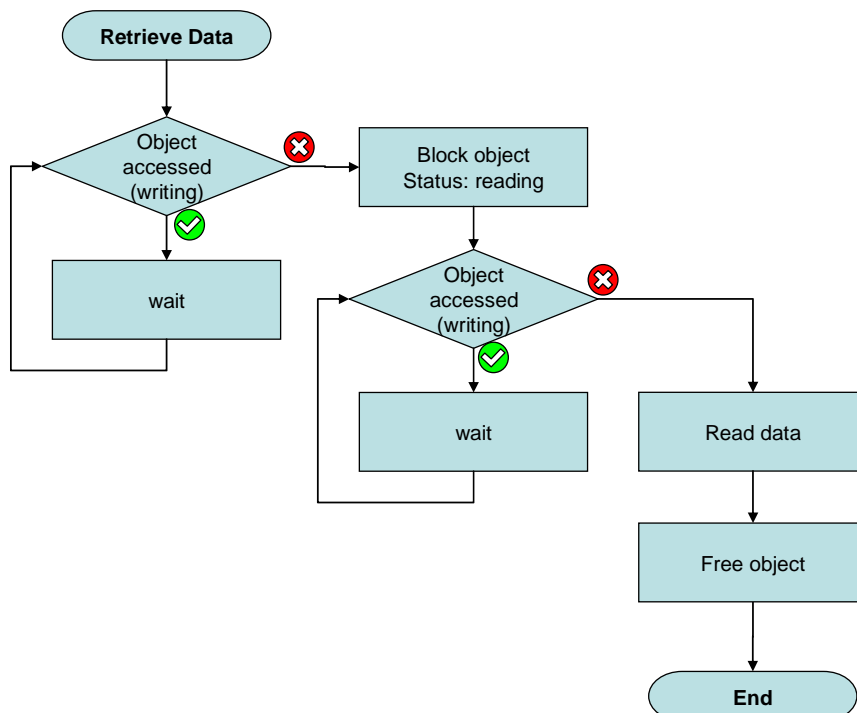 Retrieve Data
Object
accessed
(writing)
Block object
Status: reading
wait
Object
accessed
(writing)
wait
Read data
Free object
End